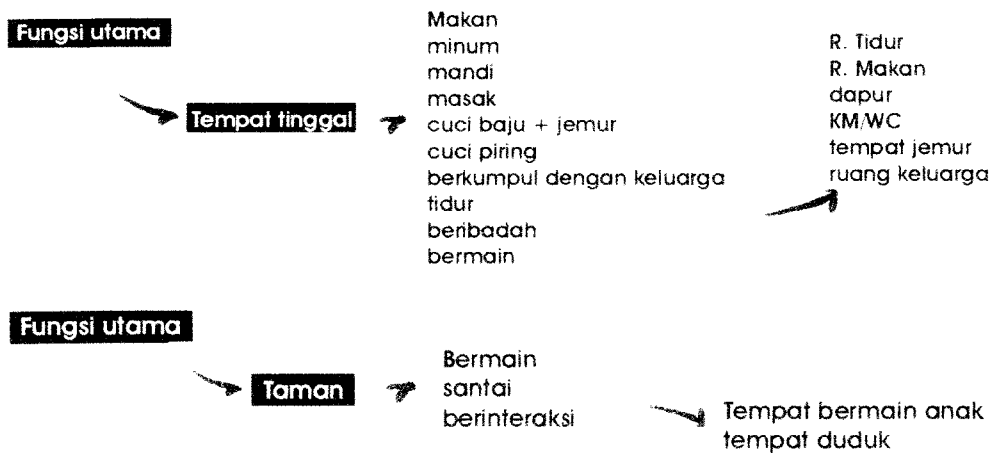 Fungsi utama
Tempat tinggal
Makan
minum
mandi
masak
cuci baju + jemur
cuci piring
berkumpul dengan keluarga
tidur
beribadah
bermain
R. Tidur
R. Makan
dapur
KM/WC
tempat jemur
ruang keluarga
Fungsi utama
Taman
Bermain
santai
berinteraksi
Tempat bermain anak
tempat duduk